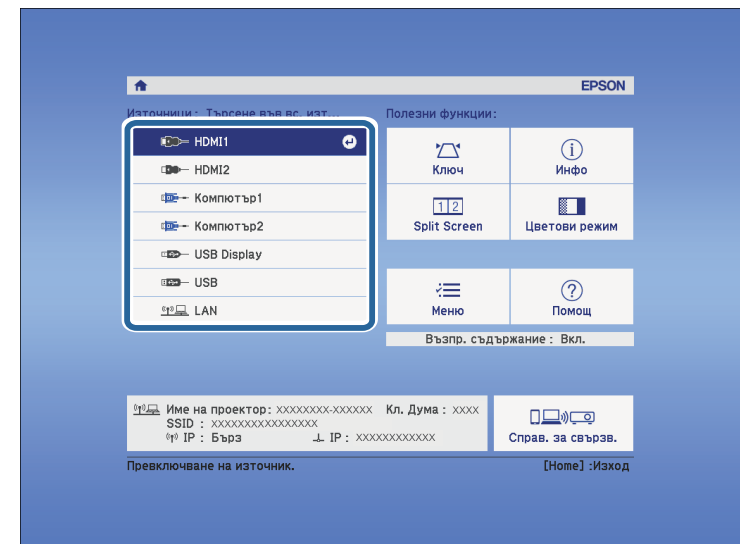 EPSON
Източници: Търсене във вс. изт...
Полезни функции:
HDMI1
HDMI2
Компютър1
Компютър2
USB Display
USB
LAN
Ключ
Инфо
1 2
Split Screen
Цветови режим
Меню
Помощ
Възпр. съдържание : Вкл.
Име на проектор: XXXXXXXX-XXXXXX Кл. Дума : XXXX
SSID : XXXXXXXXXXXXXXXX
IP : Бърз IP : XXXXXXXXXXXX
Справ. за свързв.
Превключване на източник.
[Home] :Изход